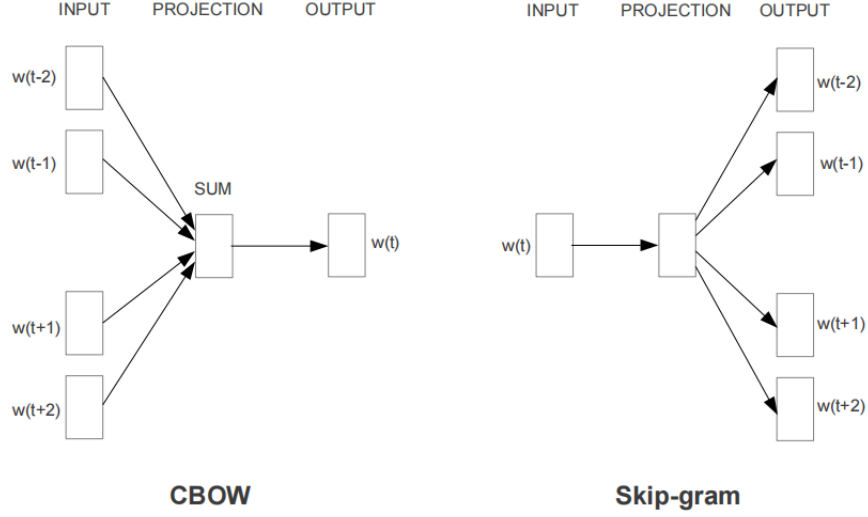 INPUT PROJECTION OUTPUT
w(t-2)
w(t-1)
SUM
w(t)
w(t+1)
w(t+2)
CBOW
INPUT PROJECTION OUTPUT
w(t-2)
w(t-1)
w(t)
w(t+1)
w(t+2)
Skip-gram